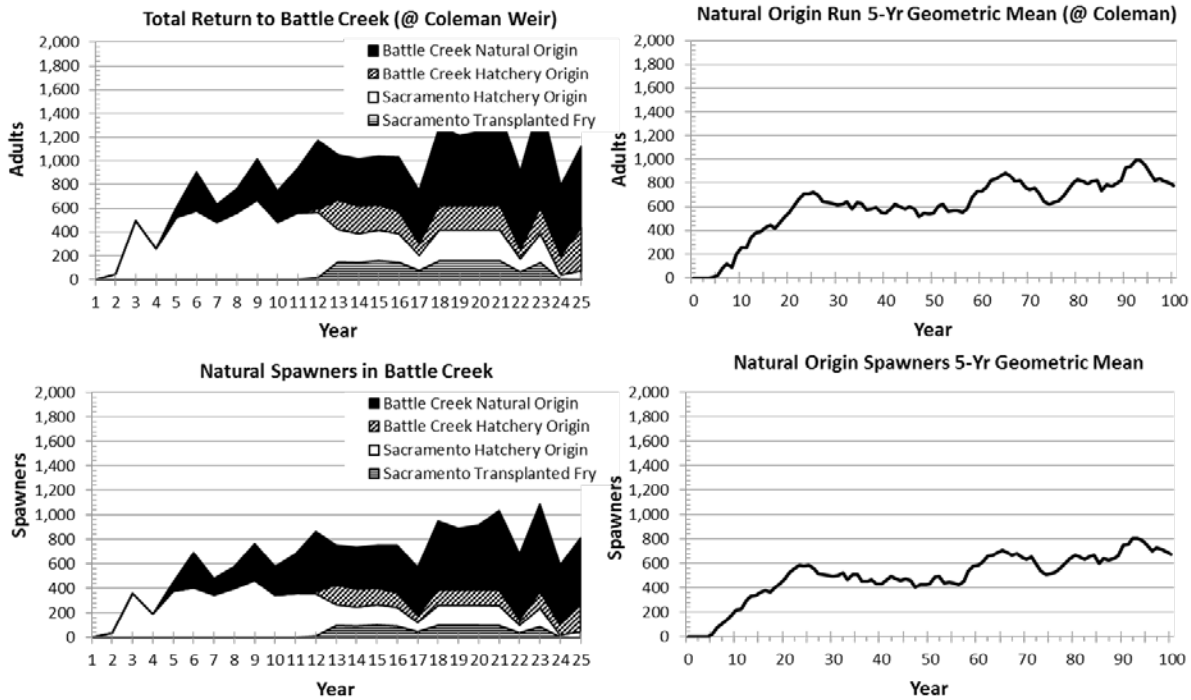 Total Return to Battle Creek (@ Coleman Weir)
2,000
1,800
1,600
1,400
1,200
1,000
800
600
400
200
0
Adults
Battle Creek Natural Origin
Battle Creek Hatchery Origin
Sacramento Hatchery Origin
Sacramento Transplanted Fry
1 2 3 4 5 6 7 8 9 10 11 12 13 14 15 16 17 18 19 20 21 22 23 24 25
Year
Natural Origin Run 5-Yr Geometric Mean (@ Coleman)
2,000
1,800
1,600
1,400
1,200
1,000
800
600
400
200
0
Adults
0 10 20 30 40 50 60 70 80 90 100
Year
Natural Spawners in Battle Creek
2,000
1,800
1,600
1,400
1,200
1,000
800
600
400
200
0
Spawners
Battle Creek Natural Origin
Battle Creek Hatchery Origin
Sacramento Hatchery Origin
Sacramento Transplanted Fry
1 2 3 4 5 6 7 8 9 10 11 12 13 14 15 16 17 18 19 20 21 22 23 24 25
Year
Natural Origin Spawners 5-Yr Geometric Mean
2,000
1,800
1,600
1,400
1,200
1,000
800
600
400
200
0
Spawners
0 10 20 30 40 50 60 70 80 90 100
Year